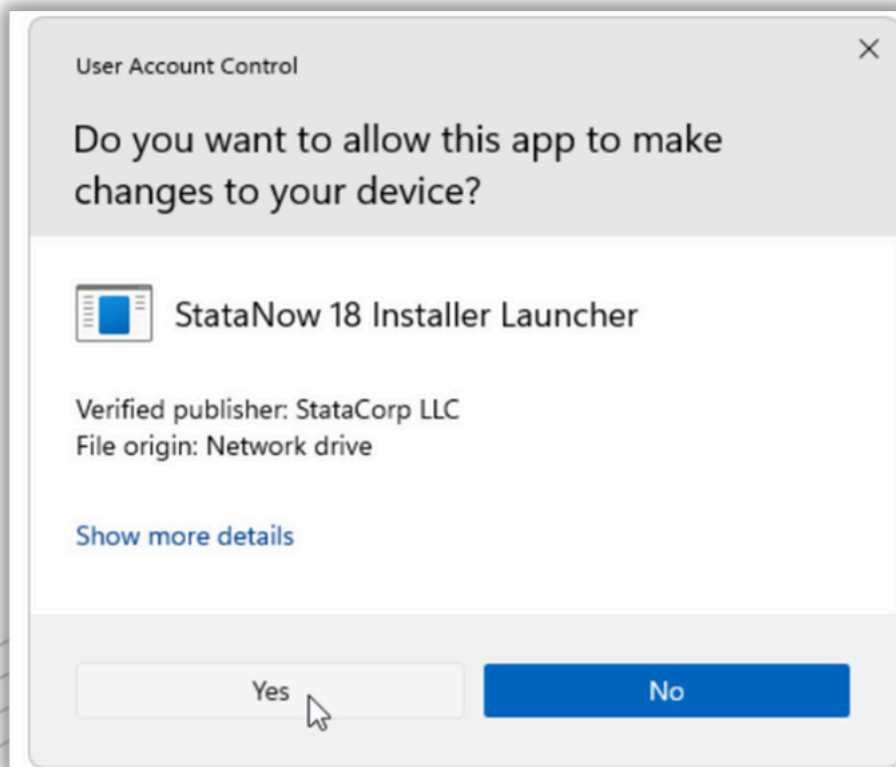 User Account Control
Do you want to allow this app to make
changes to your device?
StataNow 18 Installer Launcher
Verified publisher: StataCorp LLC
File origin: Network drive
Show more details
Yes
No